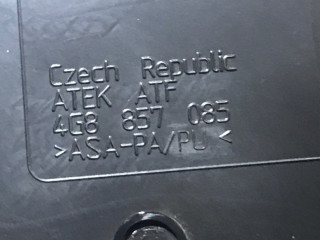 Czech Republic
ATEK ATF
4G8 857 085
>ASA-PA/PL<